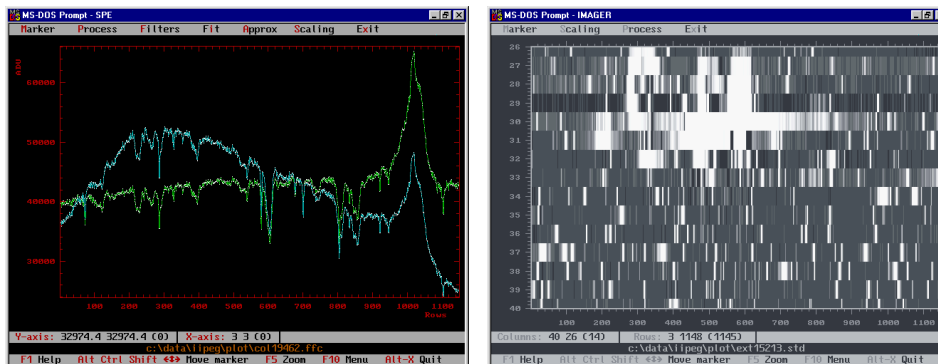 MS-DOS Prompt - SPE
Marker Process Filters Fit Approx Scaling Exit
ADU
60000
50000
40000
30000
100 200 300 400 500 600 700 800 900 1000 1100
Rows
Y-axis: 32974.4 32974.4 (0) X-axis: 3 3 (0)
c:\data\iipeg\plot\col19462.ffc
F1 Help Alt Ctrl Shift Move marker F5 Zoom F10 Menu Alt-X Quit
MS-DOS Prompt - IMAGER
Marker Scaling Process Exit
26
27
28
29
30
31
32
33
34
35
36
37
38
39
40
100 200 300 400 500 600 700 800 900 1000 1100
Columns: 40 26 (14) Rows: 3 1148 (1145)
c:\data\iipeg\plot\ext15213.std
F1 Help Alt Ctrl Shift Move marker F5 Zoom F10 Menu Alt-X Quit